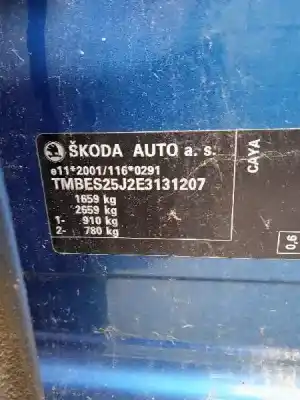 ŠKODA AUTO a. s.
e11*2001/116*0291
TMBES25J2E3131207
1659 kg
2659 kg
1- 910 kg
2- 780 kg
CAYA
0,6